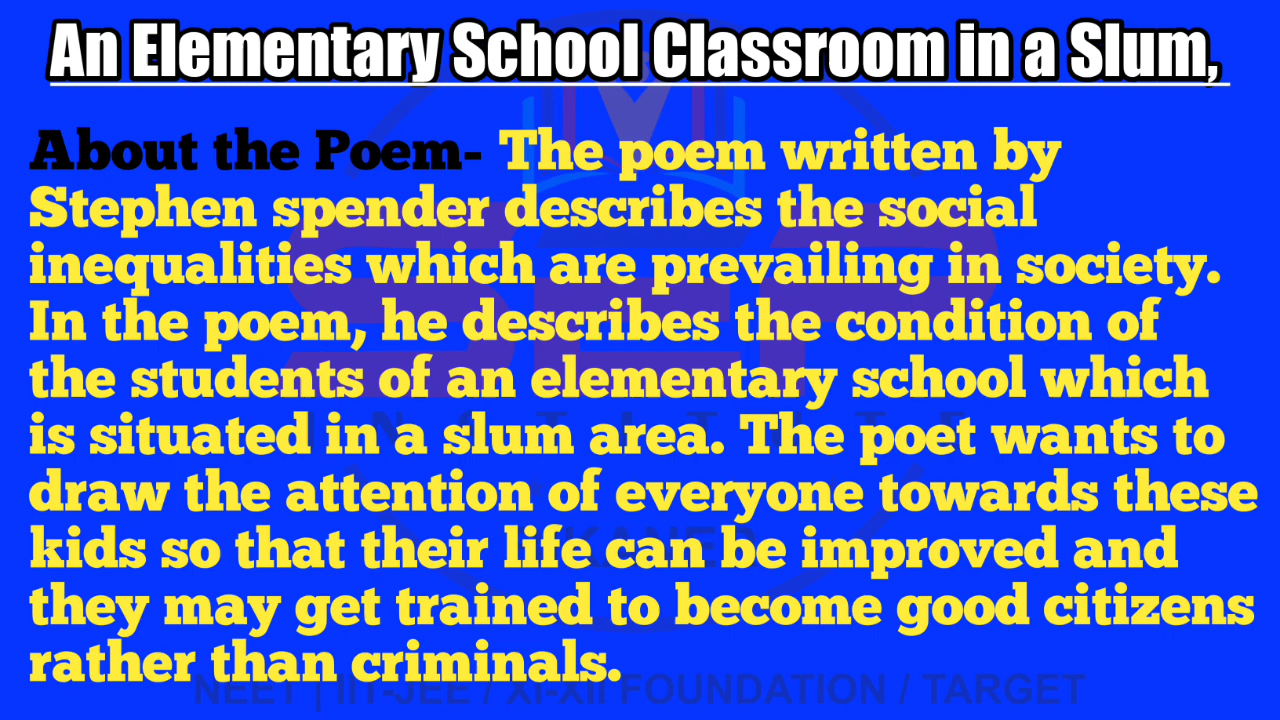 An Elementary School Classroom in a Slum,
About the Poem- The poem written by
Stephen spender describes the social
inequalities which are prevailing in society.
In the poem, he describes the condition of
the students of an elementary school which
is situated in a slum area. The poet wants to
draw the attention of everyone towards these
kids so that their life can be improved and
they may get trained to become good citizens
rather than criminals.
NEET | IIT-JEE / XI-XII FOUNDATION / TARGET